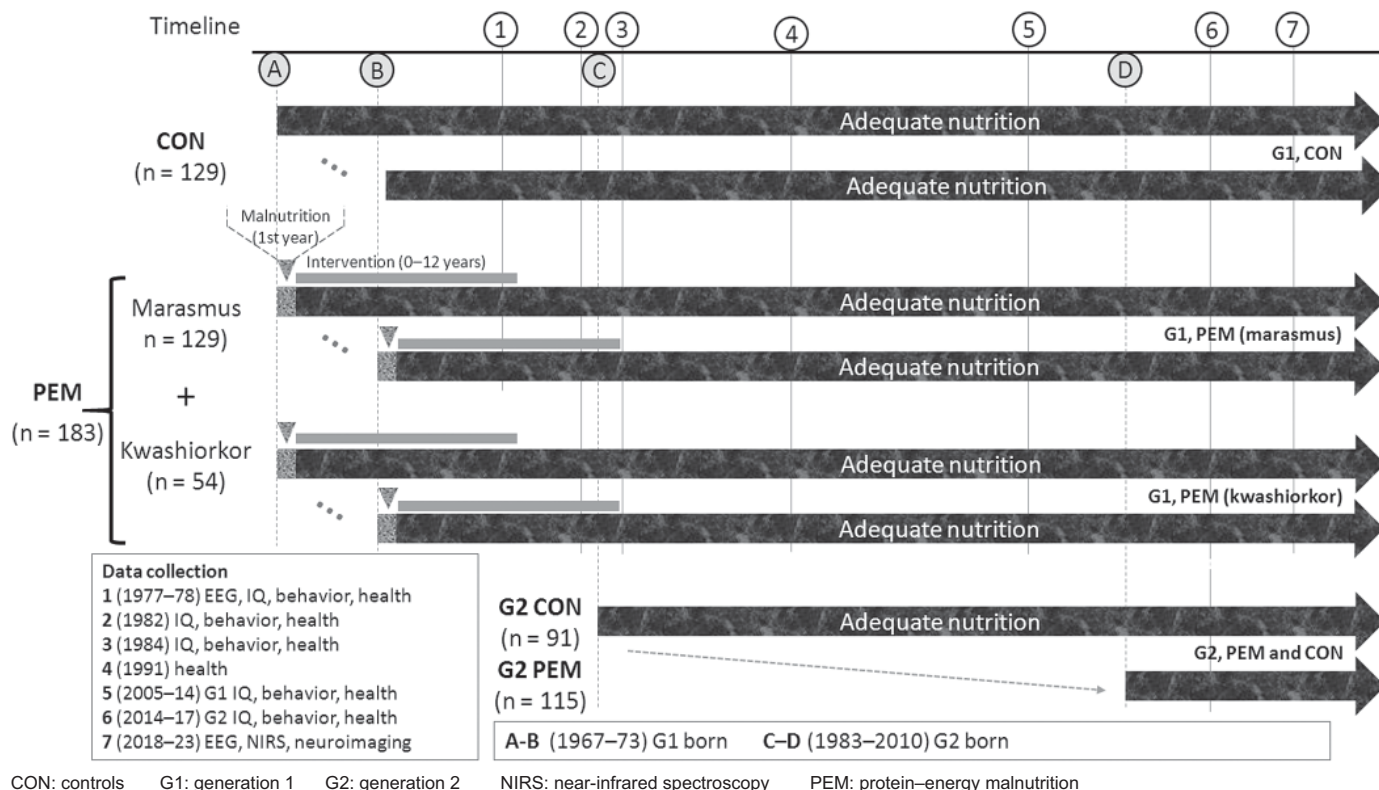 Timeline
1 2 3 4 5 6 7
A B C D
CON
(n = 129)
Adequate nutrition
G1, CON
Adequate nutrition
Malnutrition
(1st year)
Intervention (0–12 years)
PEM
(n = 183)
Marasmus
n = 129)
Adequate nutrition
G1, PEM (marasmus)
Adequate nutrition
+
Kwashiorkor
(n = 54)
Adequate nutrition
G1, PEM (kwashiorkor)
Adequate nutrition
Data collection
1 (1977–78) EEG, IQ, behavior, health
2 (1982) IQ, behavior, health
3 (1984) IQ, behavior, health
4 (1991) health
5 (2005–14) G1 IQ, behavior, health
6 (2014–17) G2 IQ, behavior, health
7 (2018–23) EEG, NIRS, neuroimaging
G2 CON
(n = 91)
G2 PEM
(n = 115)
Adequate nutrition
G2, PEM and CON
A-B (1967–73) G1 born C–D (1983–2010) G2 born
CON: controls G1: generation 1 G2: generation 2 NIRS: near-infrared spectroscopy PEM: protein–energy malnutrition